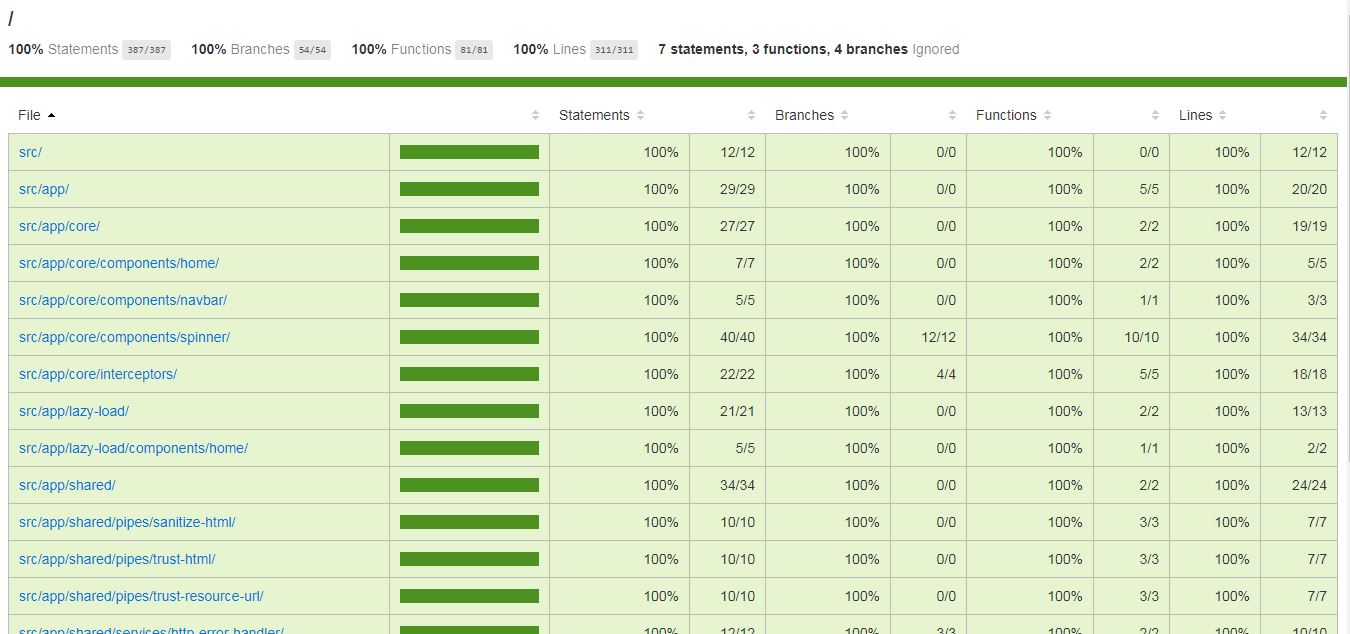 /
100% Statements 387/387 100% Branches 54/54 100% Functions 81/81 100% Lines 311/311 7 statements, 3 functions, 4 branches Ignored
File Statements Branches Functions Lines
src/ 100% 12/12 100% 0/0 100% 0/0 100% 12/12
src/app/ 100% 29/29 100% 0/0 100% 5/5 100% 20/20
src/app/core/ 100% 27/27 100% 0/0 100% 2/2 100% 19/19
src/app/core/components/home/ 100% 7/7 100% 0/0 100% 2/2 100% 5/5
src/app/core/components/navbar/ 100% 5/5 100% 0/0 100% 1/1 100% 3/3
src/app/core/components/spinner/ 100% 40/40 100% 12/12 100% 10/10 100% 34/34
src/app/core/interceptors/ 100% 22/22 100% 4/4 100% 5/5 100% 18/18
src/app/lazy-load/ 100% 21/21 100% 0/0 100% 2/2 100% 13/13
src/app/lazy-load/components/home/ 100% 5/5 100% 0/0 100% 1/1 100% 2/2
src/app/shared/ 100% 34/34 100% 0/0 100% 2/2 100% 24/24
src/app/shared/pipes/sanitize-html/ 100% 10/10 100% 0/0 100% 3/3 100% 7/7
src/app/shared/pipes/trust-html/ 100% 10/10 100% 0/0 100% 3/3 100% 7/7
src/app/shared/pipes/trust-resource-url/ 100% 10/10 100% 0/0 100% 3/3 100% 7/7
src/app/shared/services/http-error-handler/ 100% 12/12 100% 3/3 100% 2/2 100% 10/10